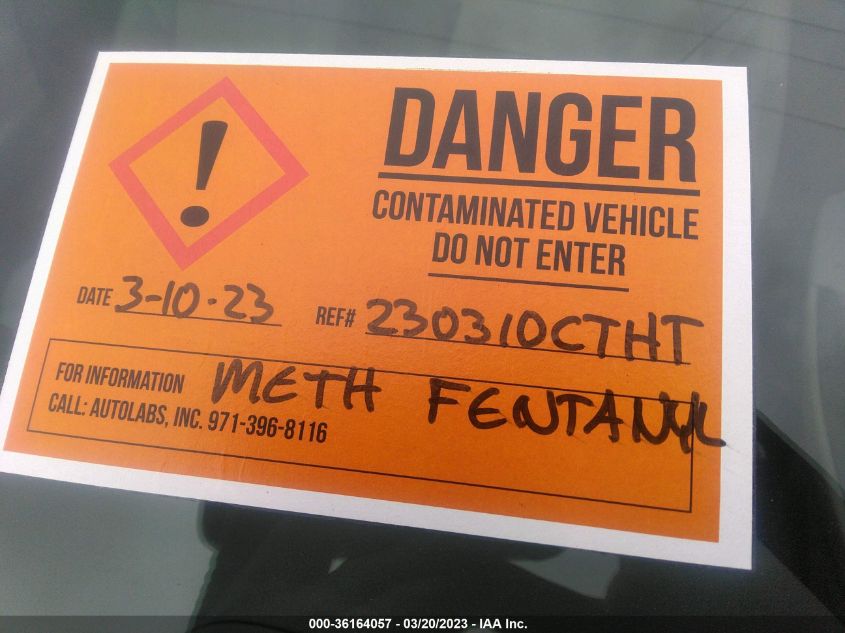 !
DANGER
CONTAMINATED VEHICLE
DO NOT ENTER
DATE 3-10-23 REF# 230310CTHT
FOR INFORMATION METH FENTANYL
CALL: AUTOLABS, INC. 971-396-8116
000-36164057 - 03/20/2023 - IAA Inc.